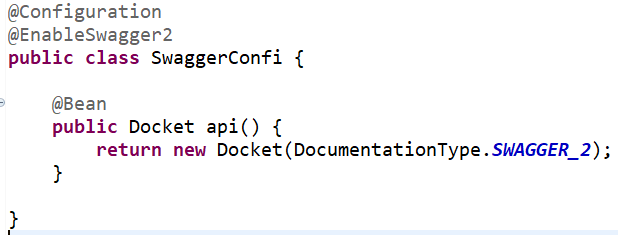 @Configuration
@EnableSwagger2
public class SwaggerConfi {
@Bean
public Docket api() {
return new Docket(DocumentationType.SWAGGER_2);
}
}